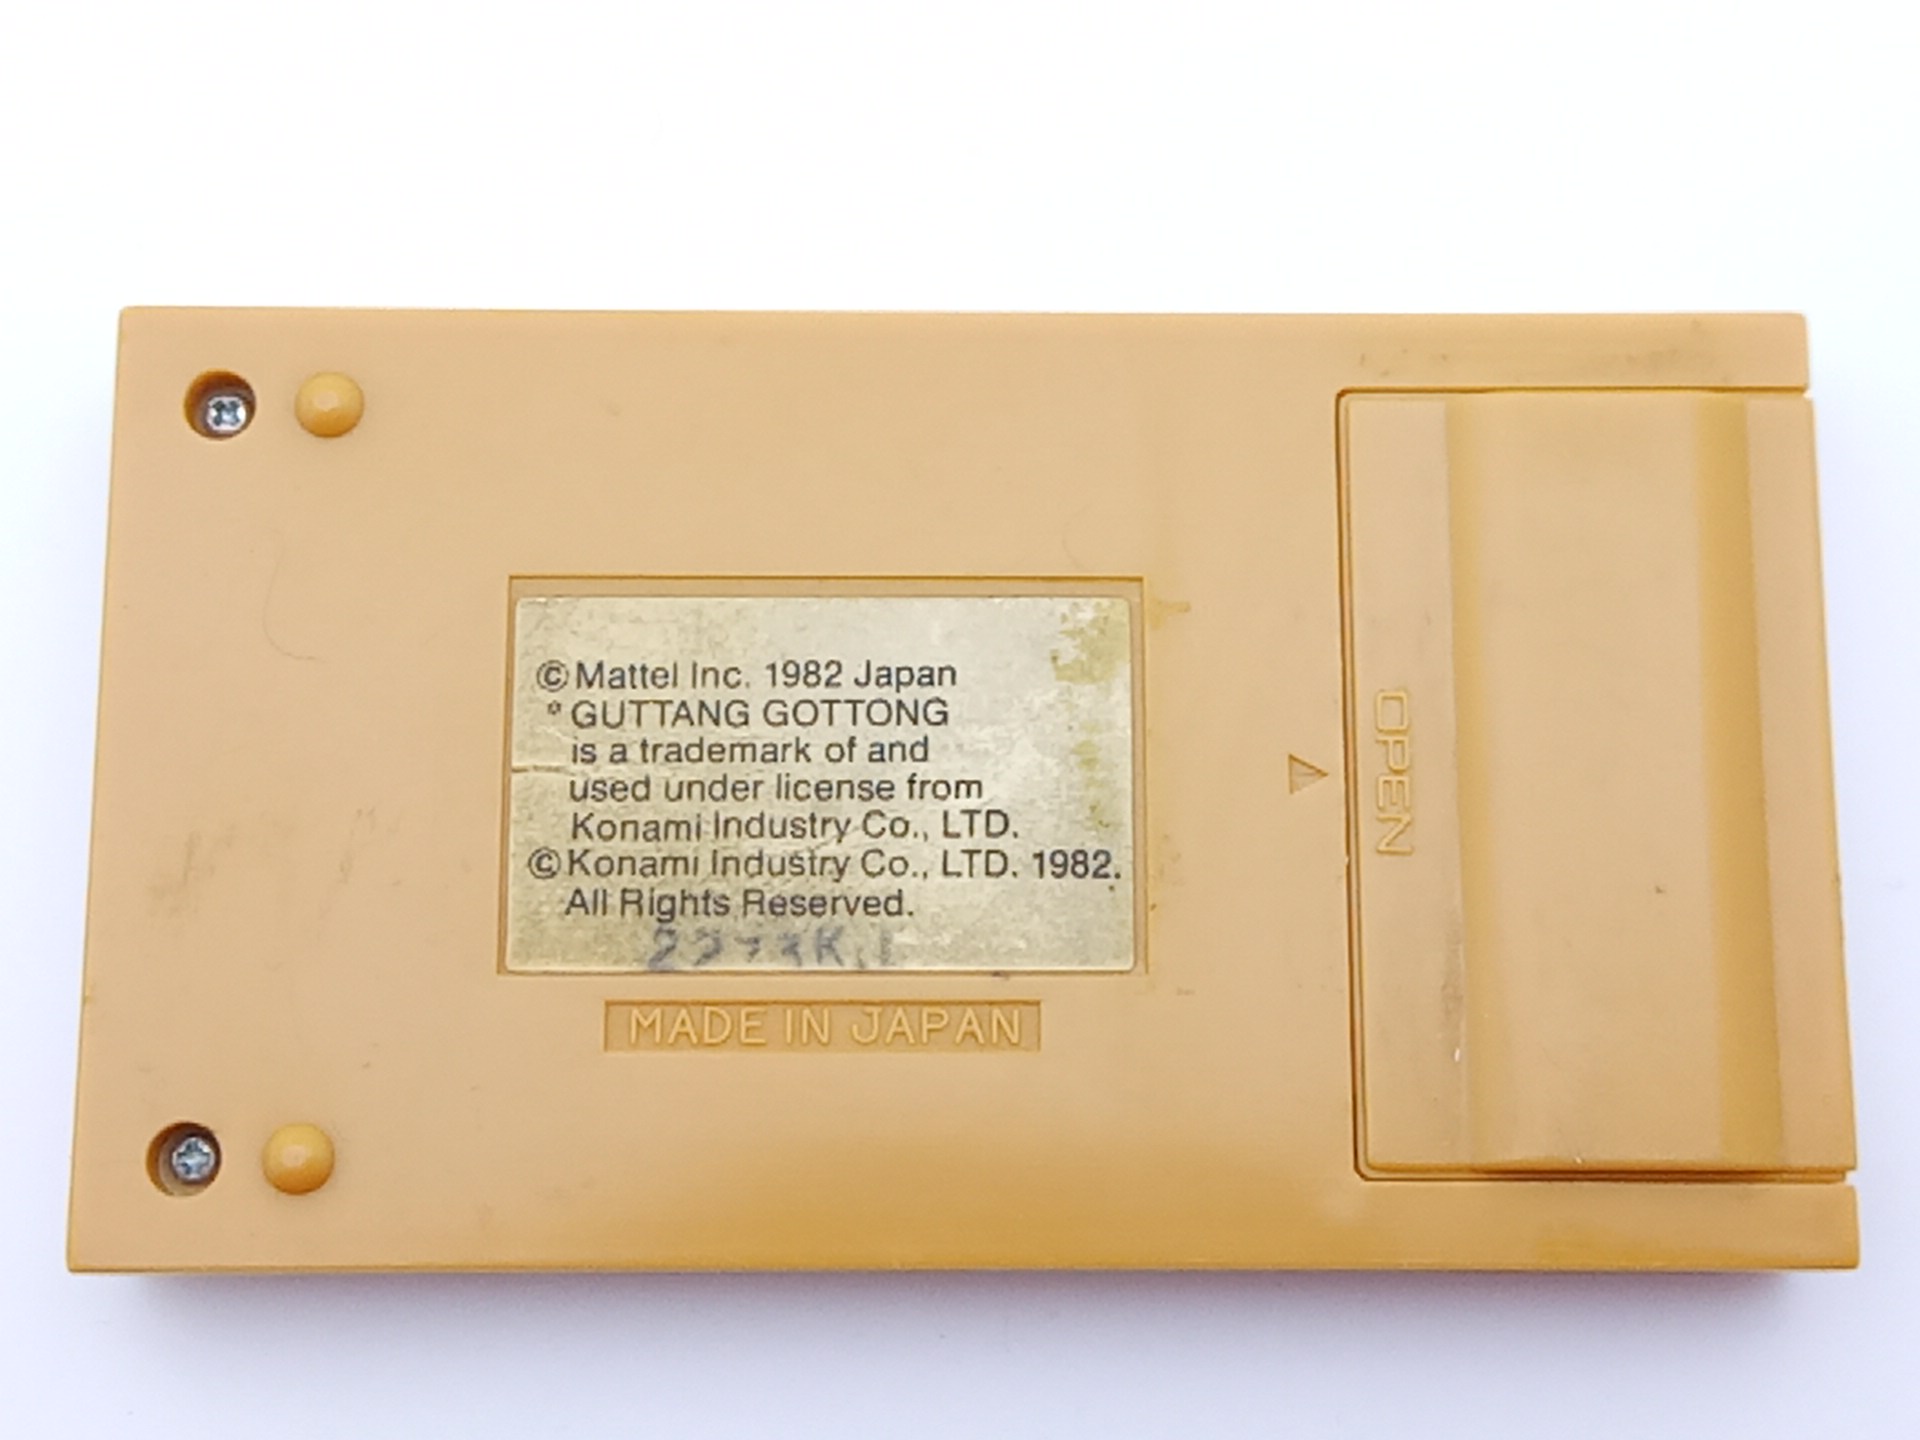 ©Mattel Inc. 1982 Japan
* GUTTANG GOTTONG
is a trademark of and
used under license from
Konami Industry Co., LTD.
©Konami Industry Co., LTD. 1982.
All Rights Reserved.
MADE IN JAPAN
OPEN